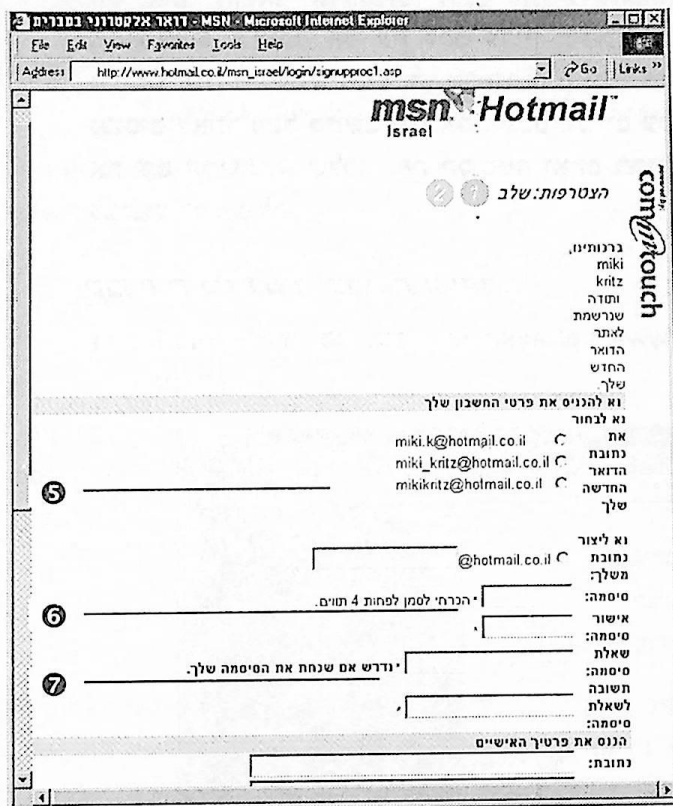 דואר אלקטרוני בעברית - MSN - Microsoft Internet Explorer
File Edit View Favorites Tools Help
Address http://www.hotmail.co.il/msn_israel/login/signupproc1.asp Go Links »
msn Hotmail
Israel
הצטרפות: שלב 1 2
commtouch
ברכותינו,
miki
kritz
ותודה
שנרשמת
לאתר
הדואר
החדש
שלך.
נא להכניס את פרטי החשבון שלך
נא לבחור
את
כתובת
הדואר
החדשה
שלך
miki.k@hotmail.co.il
miki_kritz@hotmail.co.il
mikikritz@hotmail.co.il
5
נא ליצור
כתובת
משלך:
@hotmail.co.il
סיסמה:
* הכרחי לסמן לפחות 4 תווים.
6
אישור
סיסמה:
שאלת
סיסמה:
* נדרש אם שכחת את הסיסמה שלך.
7
תשובה
לשאלת
סיסמה:
הכנס את פרטיך האישיים
כתובת: